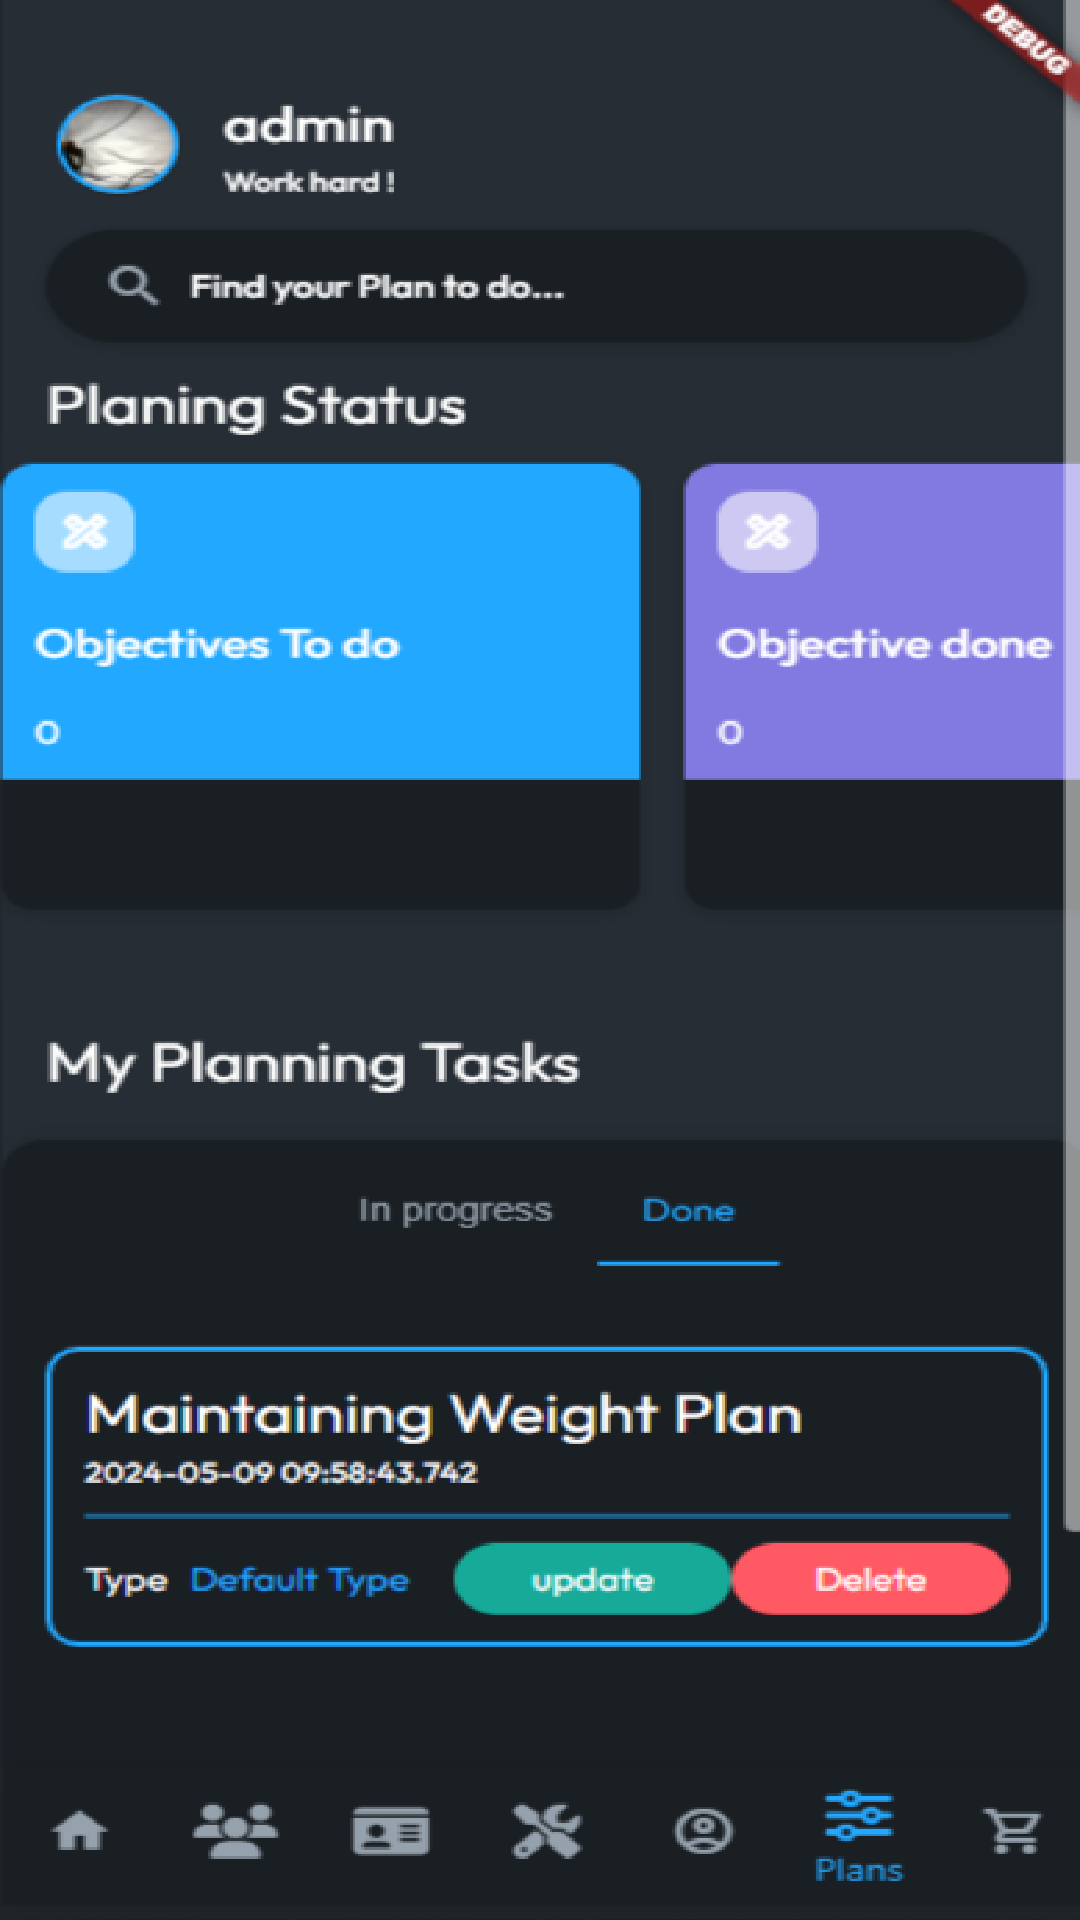 DEBUG
admin
Work hard !
Find your Plan to do...
Planing Status
Objectives To do
0
Objective done
0
My Planning Tasks
In progress
Done
Maintaining Weight Plan
2024-05-09 09:58:43.742
Type Default Type update Delete
Plans